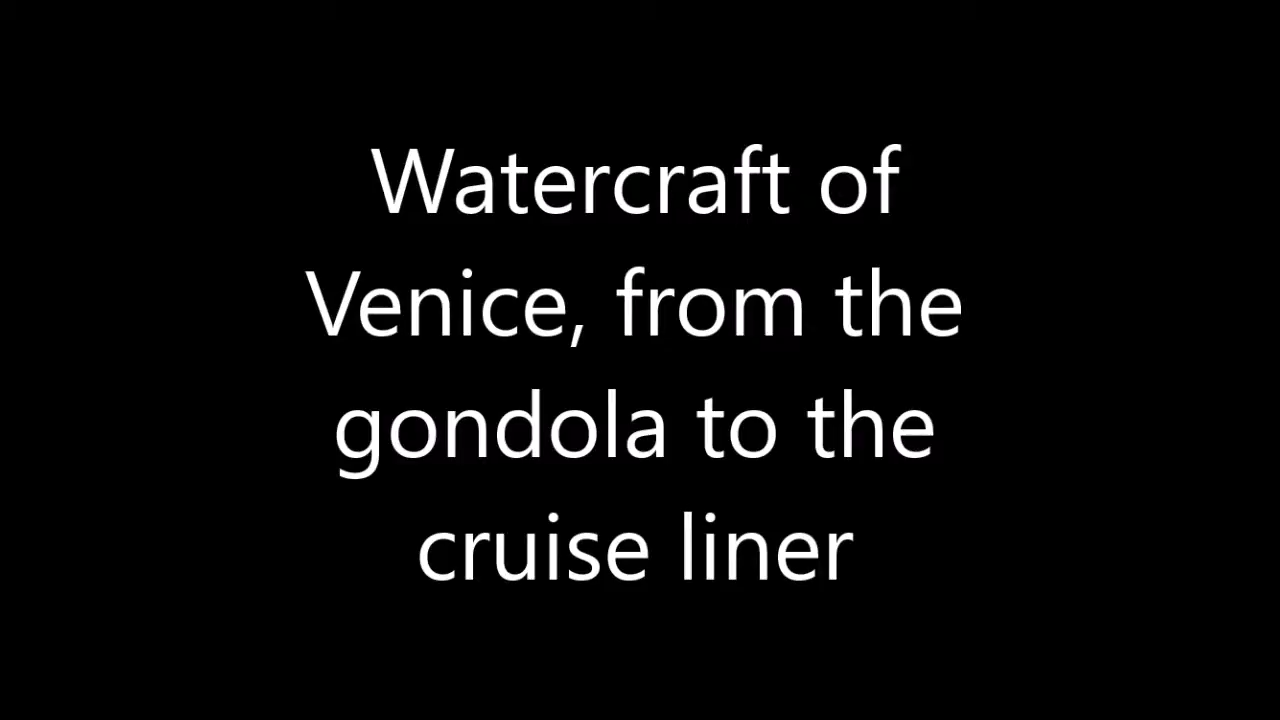 Watercraft of
Venice, from the
gondola to the
cruise liner